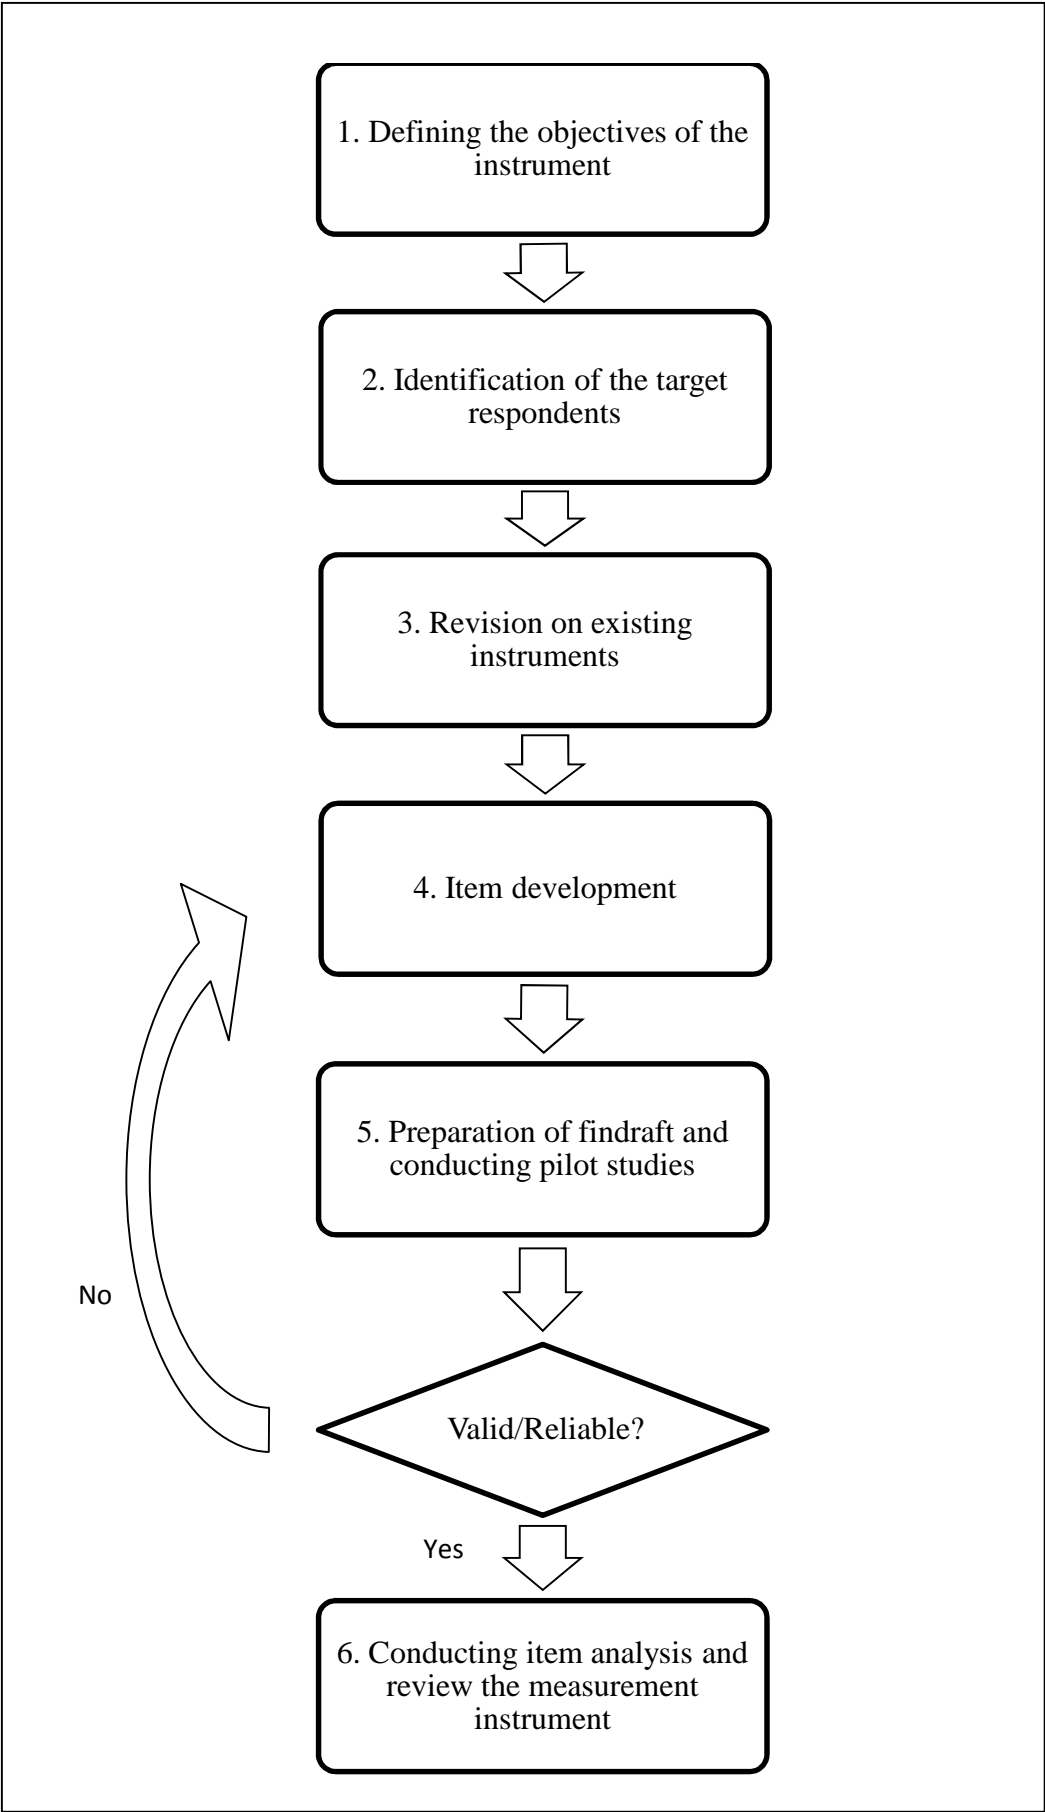 1. Defining the objectives of the
instrument
2. Identification of the target
respondents
3. Revision on existing
instruments
4. Item development
5. Preparation of findraft and
conducting pilot studies
No
Valid/Reliable?
Yes
6. Conducting item analysis and
review the measurement
instrument